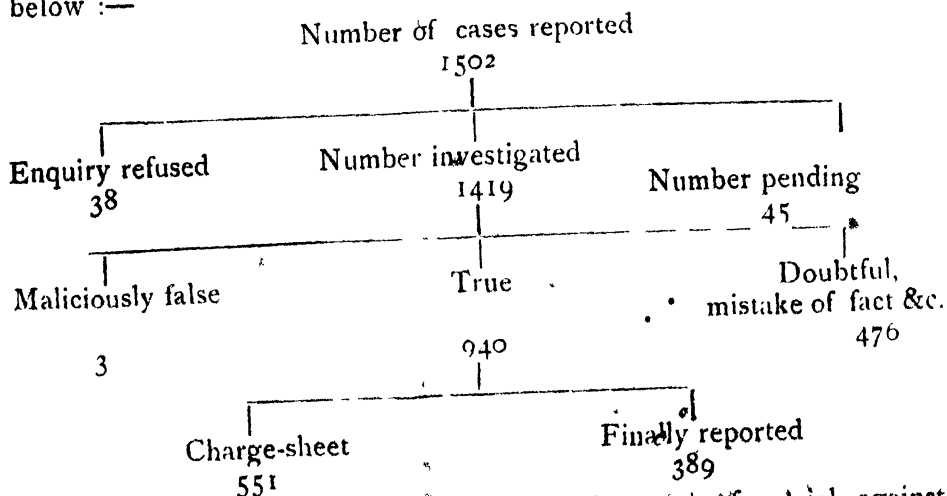 below :—
Number of cases reported
1502
Enquiry refused
38
Number investigated
1419
Number pending
45
Maliciously false
3
True
940
Doubtful,
mistake of fact &c.
476
Charge-sheet
551
Finally reported
389
against